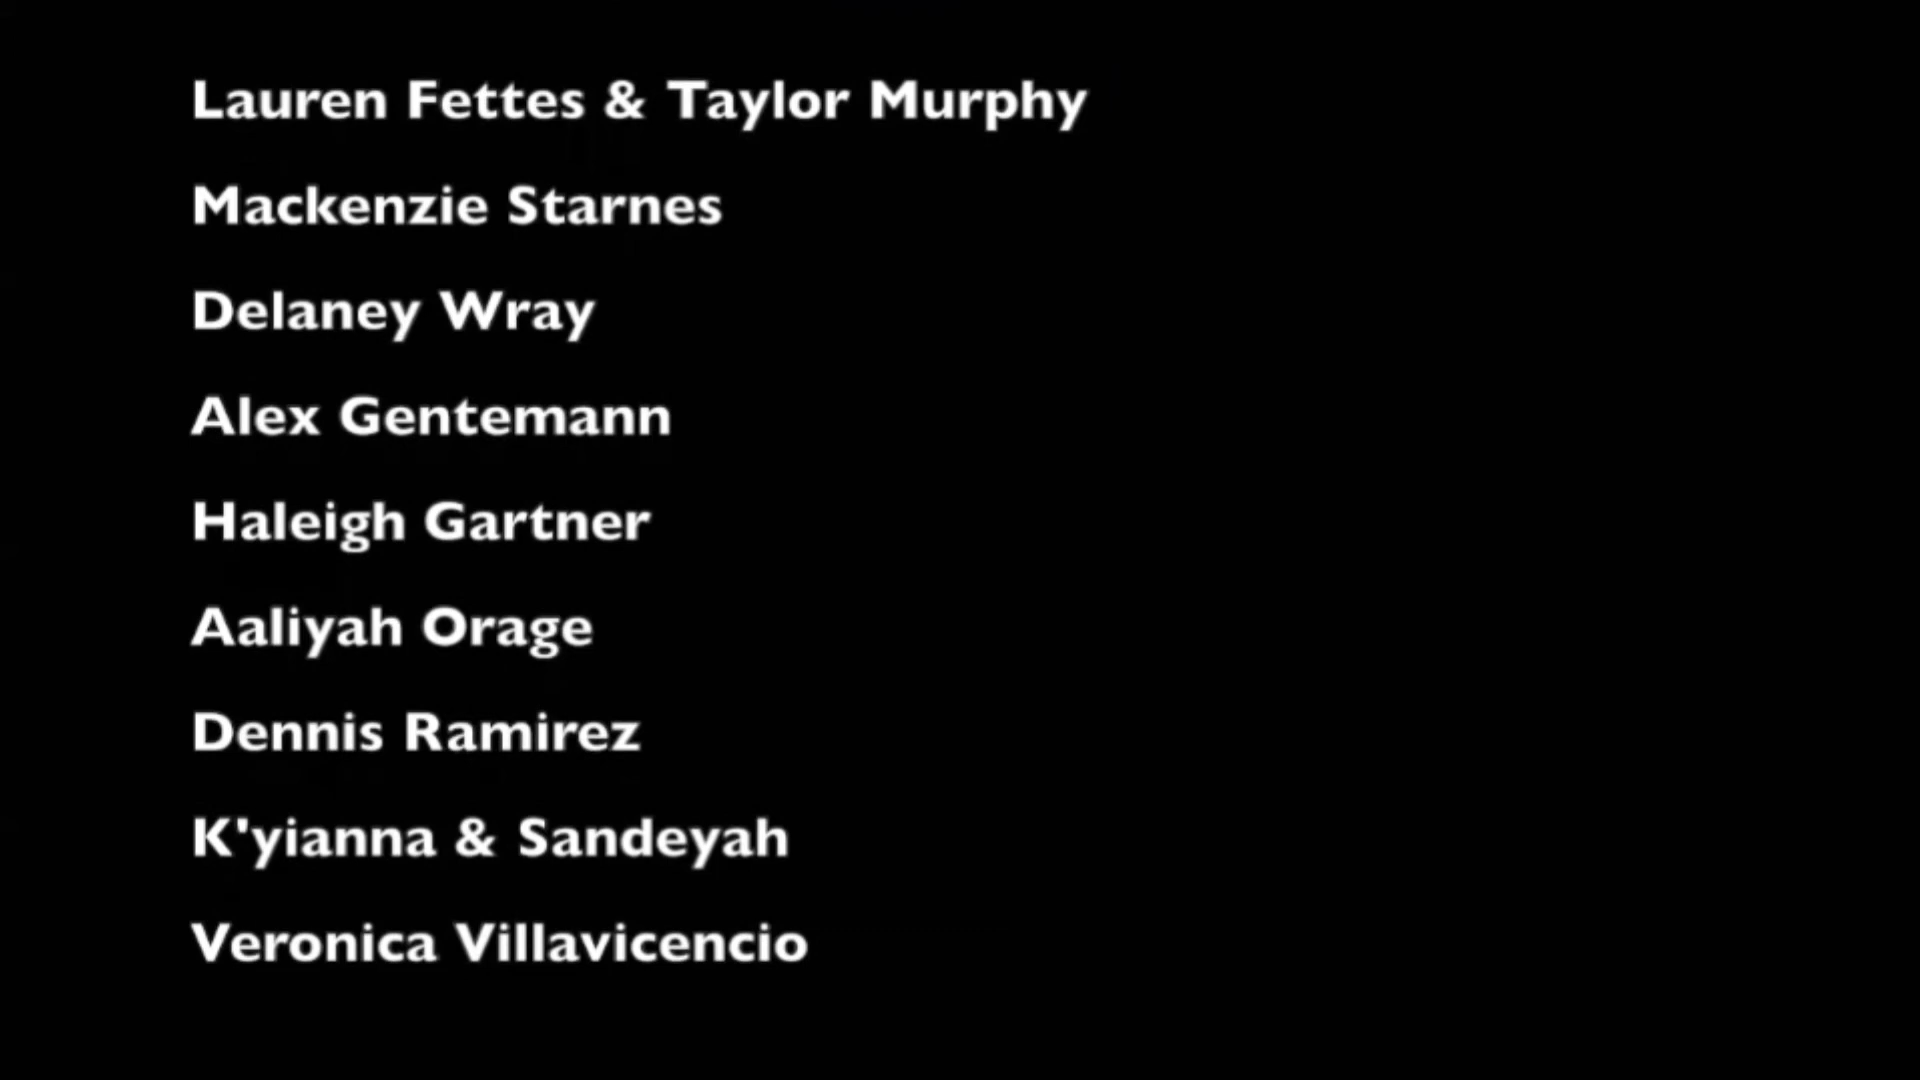 Lauren Fettes & Taylor Murphy
Mackenzie Starnes
Delaney Wray
Alex Gentemann
Haleigh Gartner
Aaliyah Orage
Dennis Ramirez
K'yianna & Sandeyah
Veronica Villavicencio